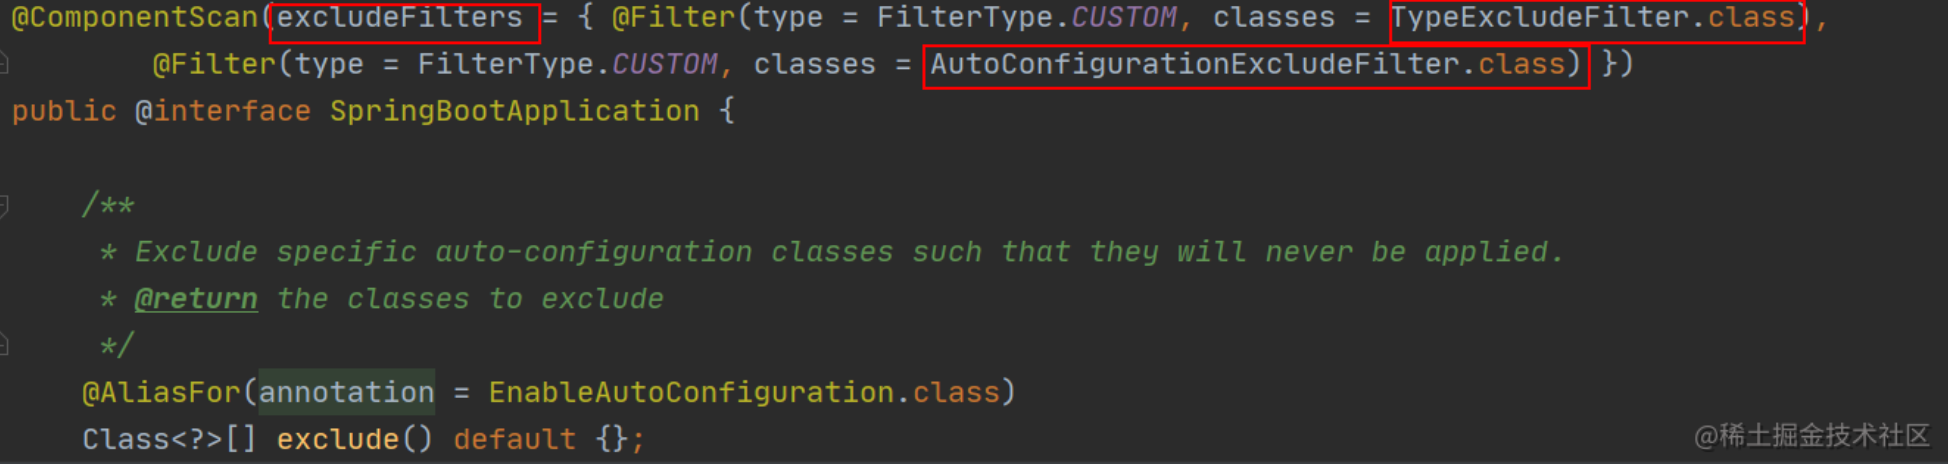 @ComponentScan(excludeFilters = { @Filter(type = FilterType.CUSTOM, classes = TypeExcludeFilter.class),
@Filter(type = FilterType.CUSTOM, classes = AutoConfigurationExcludeFilter.class) })
public @interface SpringBootApplication {
/**
* Exclude specific auto-configuration classes such that they will never be applied.
* @return the classes to exclude
*/
@AliasFor(annotation = EnableAutoConfiguration.class)
Class<?>[] exclude() default {};
@稀土掘金技术社区